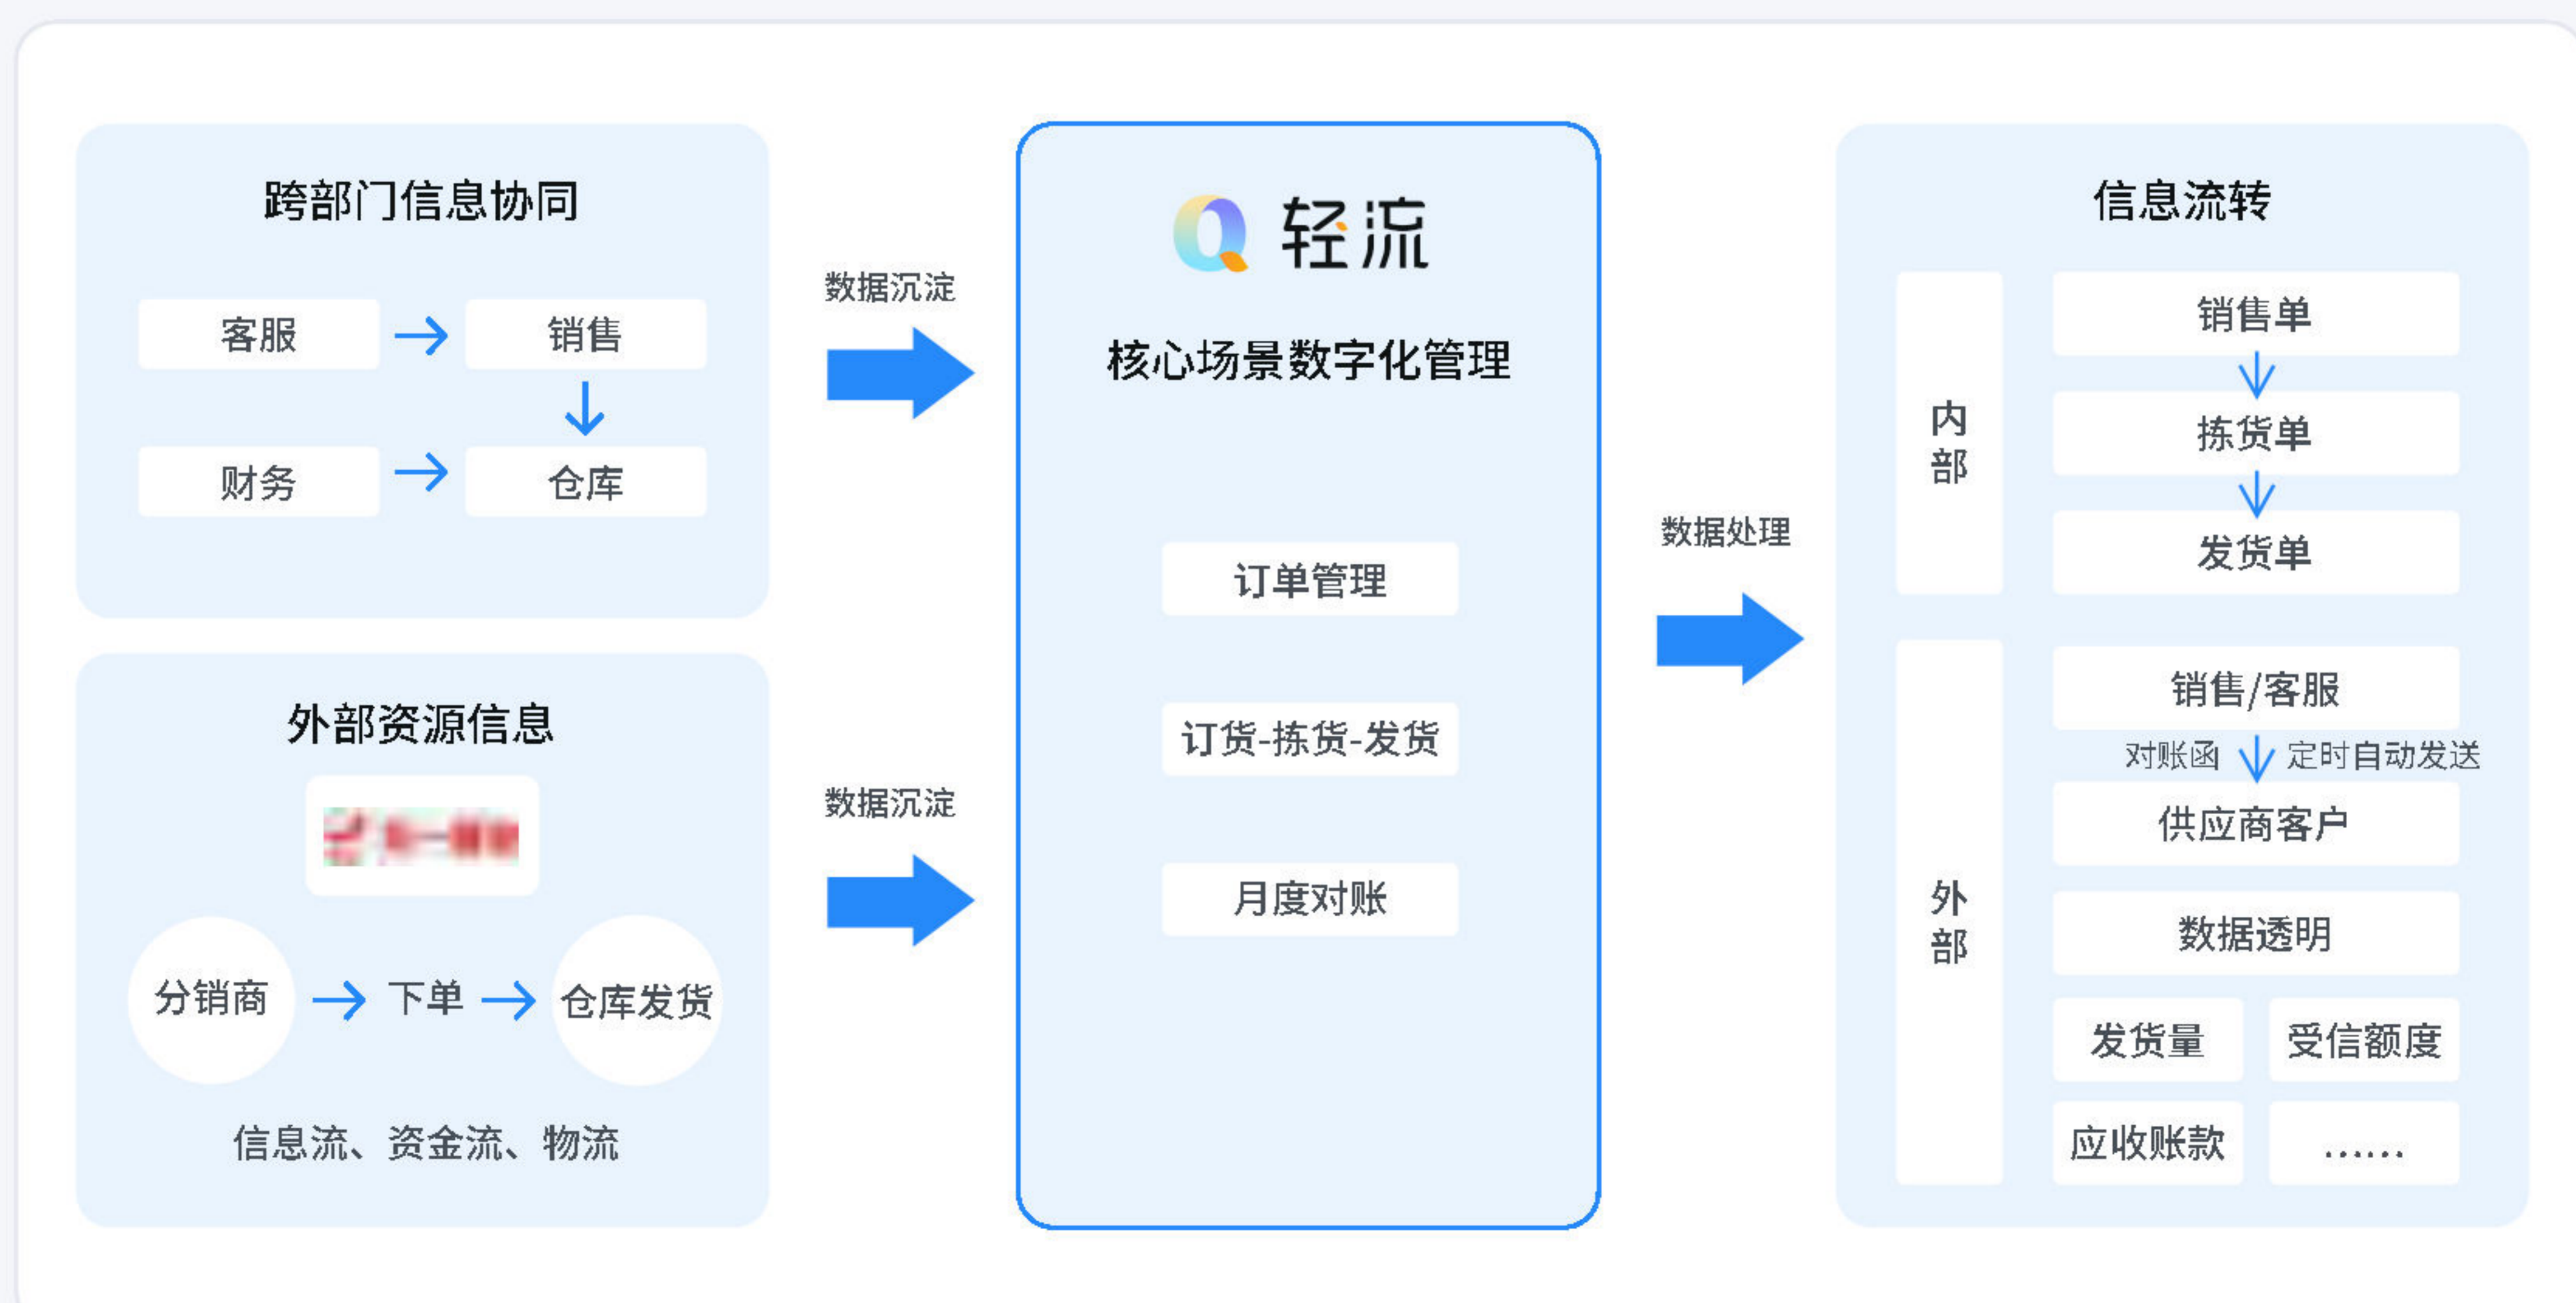 跨部门信息协同
客服
销售
财务
仓库
外部资源信息
分销商
下单
仓库发货
信息流、资金流、物流
数据沉淀
数据沉淀
轻流
核心场景数字化管理
订单管理
订货-拣货-发货
月度对账
数据处理
信息流转
内部
销售单
拣货单
发货单
外部
销售/客服
对账函
定时自动发送
供应商客户
数据透明
发货量
受信额度
应收账款
……